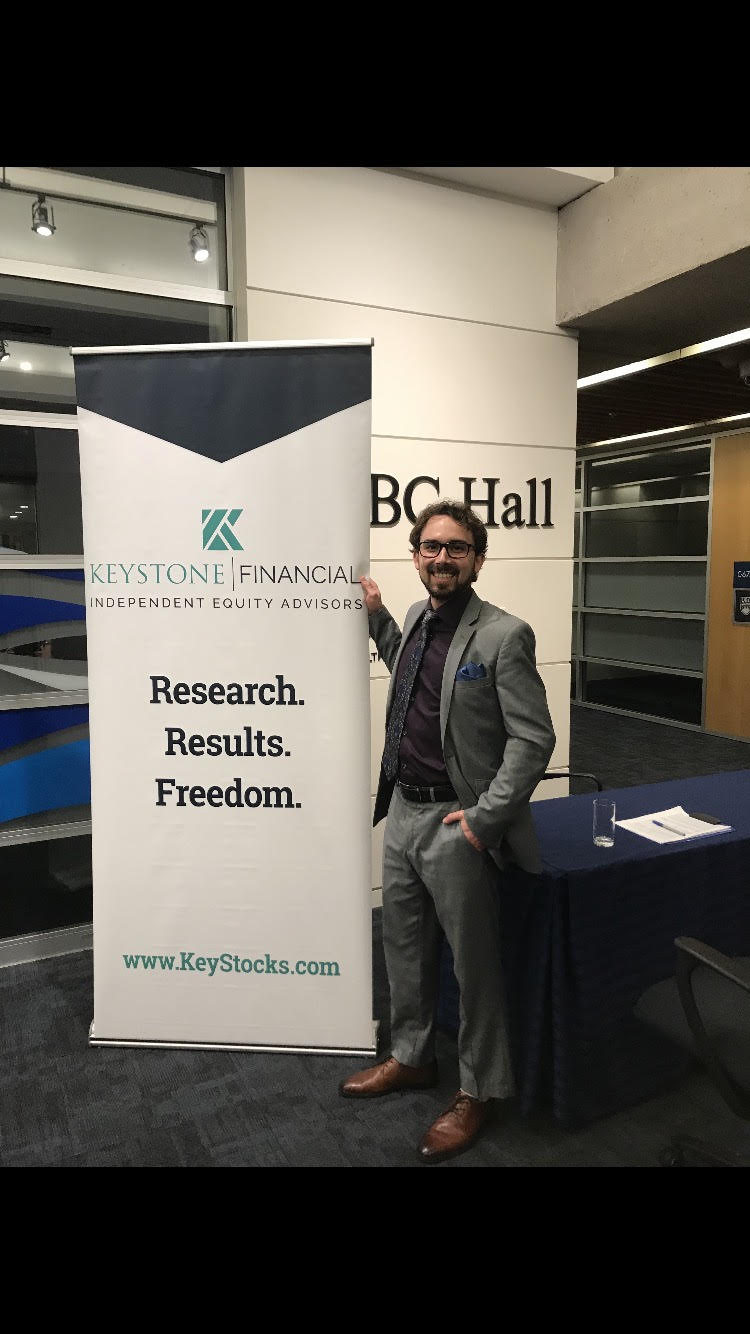 KEYSTONE | FINANCIAL
INDEPENDENT EQUITY ADVISORS
Research.
Results.
Freedom.
www.KeyStocks.com
BC Hall